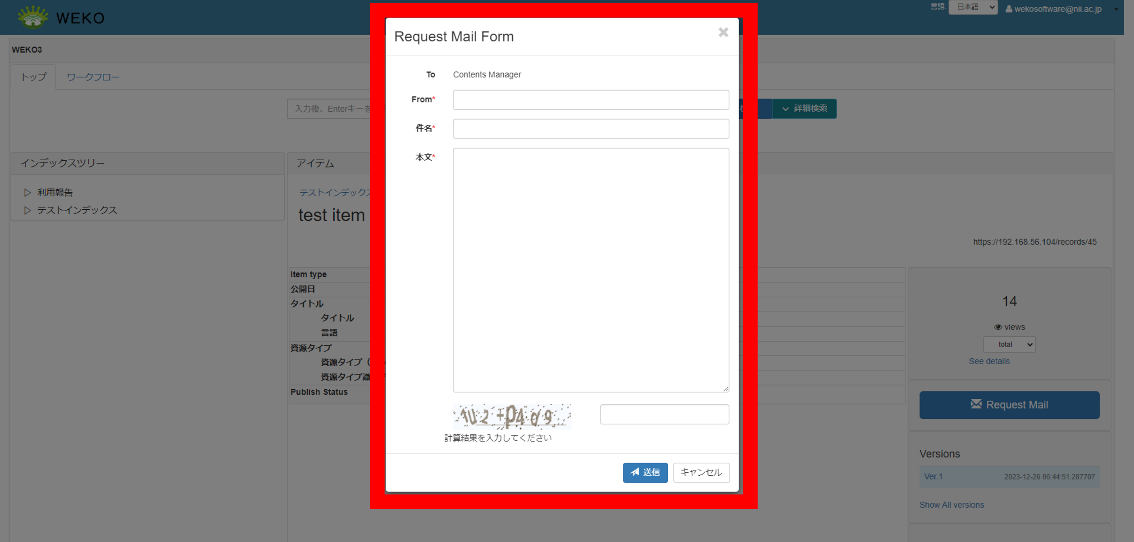 WEKO
言語:
日本語
wekosoftware@nii.ac.jp
WEKO3
トップ
ワークフロー
入力後、Enterキーを
詳細検索
インデックスツリー
利用報告
テストインデックス
アイテム
テストインデックス
test item
https://192.168.56.104/records/45
Item type
公開日
タイトル
タイトル
言語
資源タイプ
資源タイプ
資源タイプ識
Publish Status
Request Mail Form
To
Contents Manager
From*
件名*
本文*
計算結果を入力してください
送信
キャンセル
14
views
total
See details
Request Mail
Versions
Ver.1
2023-12-26 06:44:51.287707
Show All versions